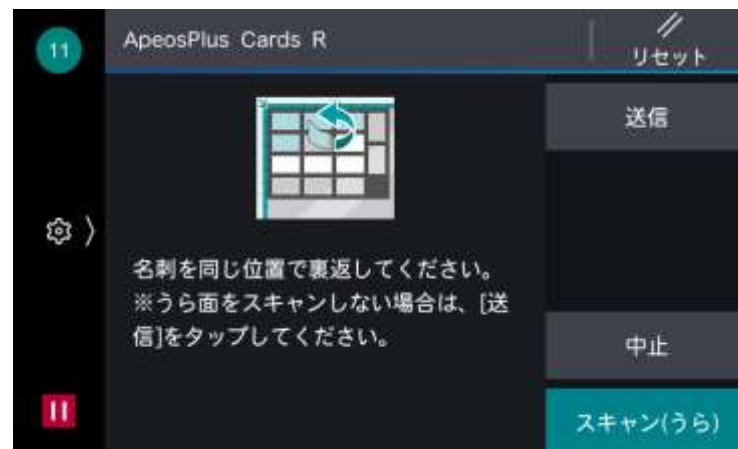 11
ApeosPlus Cards R
リセット
送信
名刺を同じ位置で裏返してください。
※うら面をスキャンしない場合は、[送
信]をタップしてください。
中止
スキャン(うら)